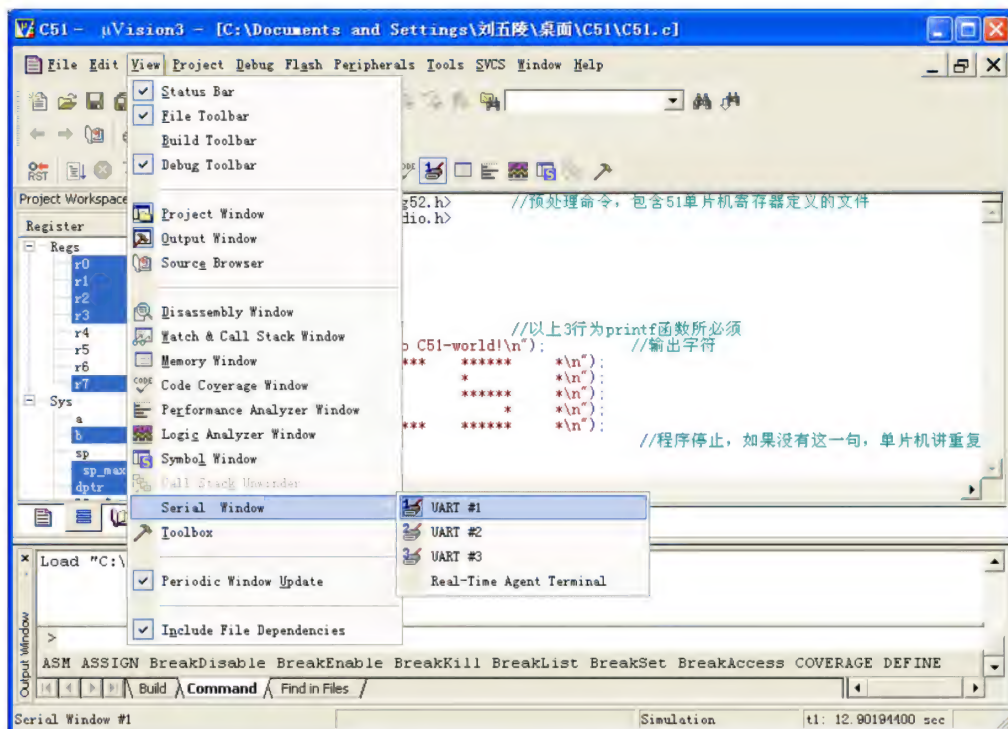 C51 - μVision3 - [C:\Documents and Settings\刘五陵\桌面\C51\C51.c]
File Edit View Project Debug Flash Peripherals Tools SVCS Window Help
Status Bar
File Toolbar
Build Toolbar
Debug Toolbar
RST
Project Workspace
g52.h> //预处理命令，包含51单片机寄存器定义的文件
dio.h>
Register
Project Window
Regs
Output Window
r0
Source Browser
r1
r2
Disassembly Window
r3
//以上3行为printf函数所必须
r4
Watch & Call Stack Window
o C51-world!\n"); //输出字符
r5
Memory Window
*** ****** *\n");
r6
* *\n");
r7
CODE Code Coverage Window
****** *\n");
Sys
Performance Analyzer Window
* *\n");
a
*** ****** *\n");
b
Logic Analyzer Window
//程序停止，如果没有这一句，单片机讲重复
sp
Symbol Window
sp_max
Call Stack Unwinder
dptr
Serial Window
1 UART #1
Toolbox
2 UART #2
3 UART #3
Real-Time Agent Terminal
Load "C:\
Periodic Window Update
Include File Dependencies
>
ASM ASSIGN BreakDisable BreakEnable BreakKill BreakList BreakSet BreakAccess COVERAGE DEFINE
Output Window
Build Command Find in Files
Serial Window #1 Simulation t1: 12.90194400 sec